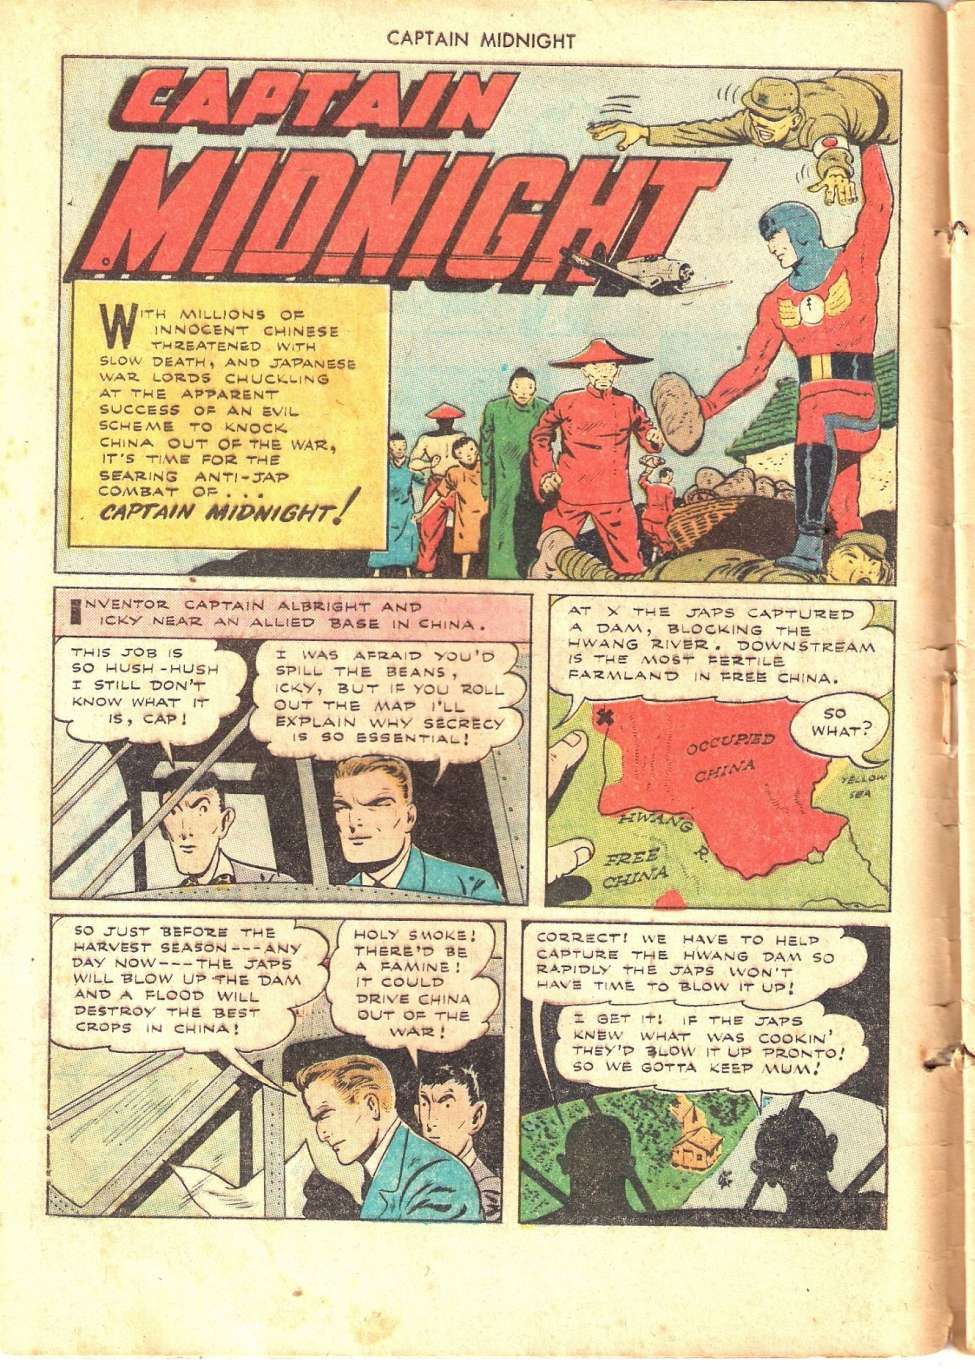 CAPTAIN MIDNIGHT
CAPTAIN
MIDNIGHT
WITH MILLIONS OF
INNOCENT CHINESE
THREATENED WITH
SLOW DEATH, AND JAPANESE
WAR LORDS CHUCKLING
AT THE APPARENT
SUCCESS OF AN EVIL
SCHEME TO KNOCK
CHINA OUT OF THE WAR,
IT'S TIME FOR THE
SEARING ANTI-JAP
COMBAT OF...
CAPTAIN MIDNIGHT!
INVENTOR CAPTAIN ALBRIGHT AND
ICKY NEAR AN ALLIED BASE IN CHINA.
THIS JOB IS
SO HUSH-HUSH
I STILL DON'T
KNOW WHAT IT
IS, CAP!
I WAS AFRAID YOU'D
SPILL THE BEANS,
ICKY, BUT IF YOU ROLL
OUT THE MAP I'LL
EXPLAIN WHY SECRECY
IS SO ESSENTIAL!
AT X THE JAPS CAPTURED
A DAM, BLOCKING THE
HWANG RIVER. DOWNSTREAM
IS THE MOST FERTILE
FARMLAND IN FREE CHINA.
SO
WHAT?
X
OCCUPIED
CHINA
YELLOW
SEA
HWANG
R.
FREE
CHINA
SO JUST BEFORE THE
HARVEST SEASON---ANY
DAY NOW---THE JAPS
WILL BLOW UP THE DAM
AND A FLOOD WILL
DESTROY THE BEST
CROPS IN CHINA!
HOLY SMOKE!
THERE'D BE
A FAMINE!
IT COULD
DRIVE CHINA
OUT OF THE
WAR!
CORRECT! WE HAVE TO HELP
CAPTURE THE HWANG DAM SO
RAPIDLY THE JAPS WON'T
HAVE TIME TO BLOW IT UP!
I GET IT! IF THE JAPS
KNEW WHAT WAS COOKIN'
THEY'D BLOW IT UP PRONTO!
SO WE GOTTA KEEP MUM!